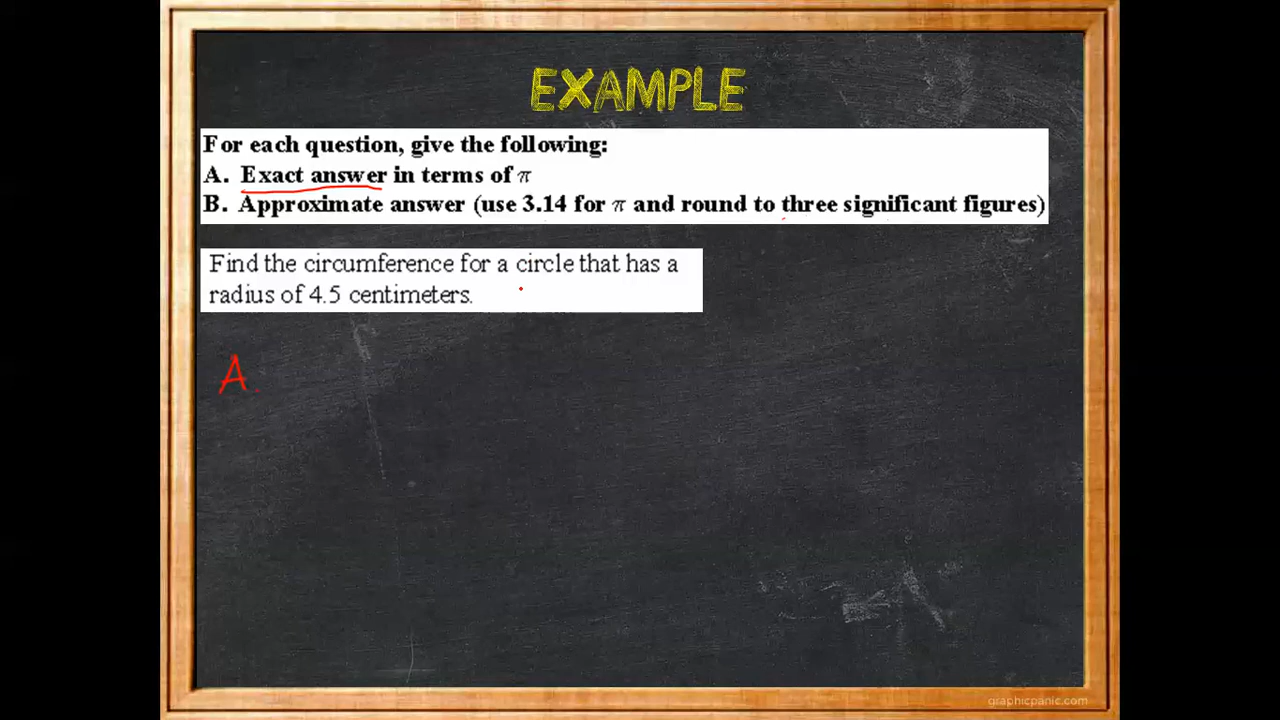 EXAMPLE
For each question, give the following:
A. Exact answer in terms of π
B. Approximate answer (use 3.14 for π and round to three significant figures)
Find the circumference for a circle that has a
radius of 4.5 centimeters.
A.
graphicpanic.com